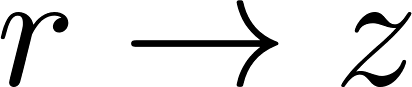 r → z